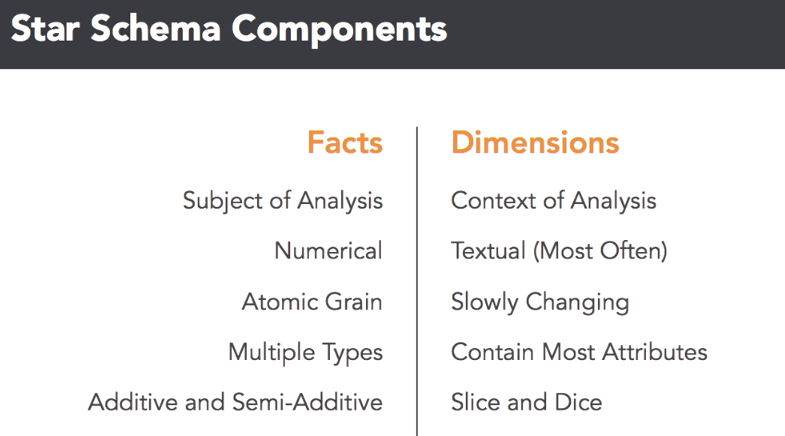 Star Schema Components
Facts
Dimensions
Subject of Analysis
Context of Analysis
Numerical
Textual (Most Often)
Atomic Grain
Slowly Changing
Multiple Types
Contain Most Attributes
Additive and Semi-Additive
Slice and Dice